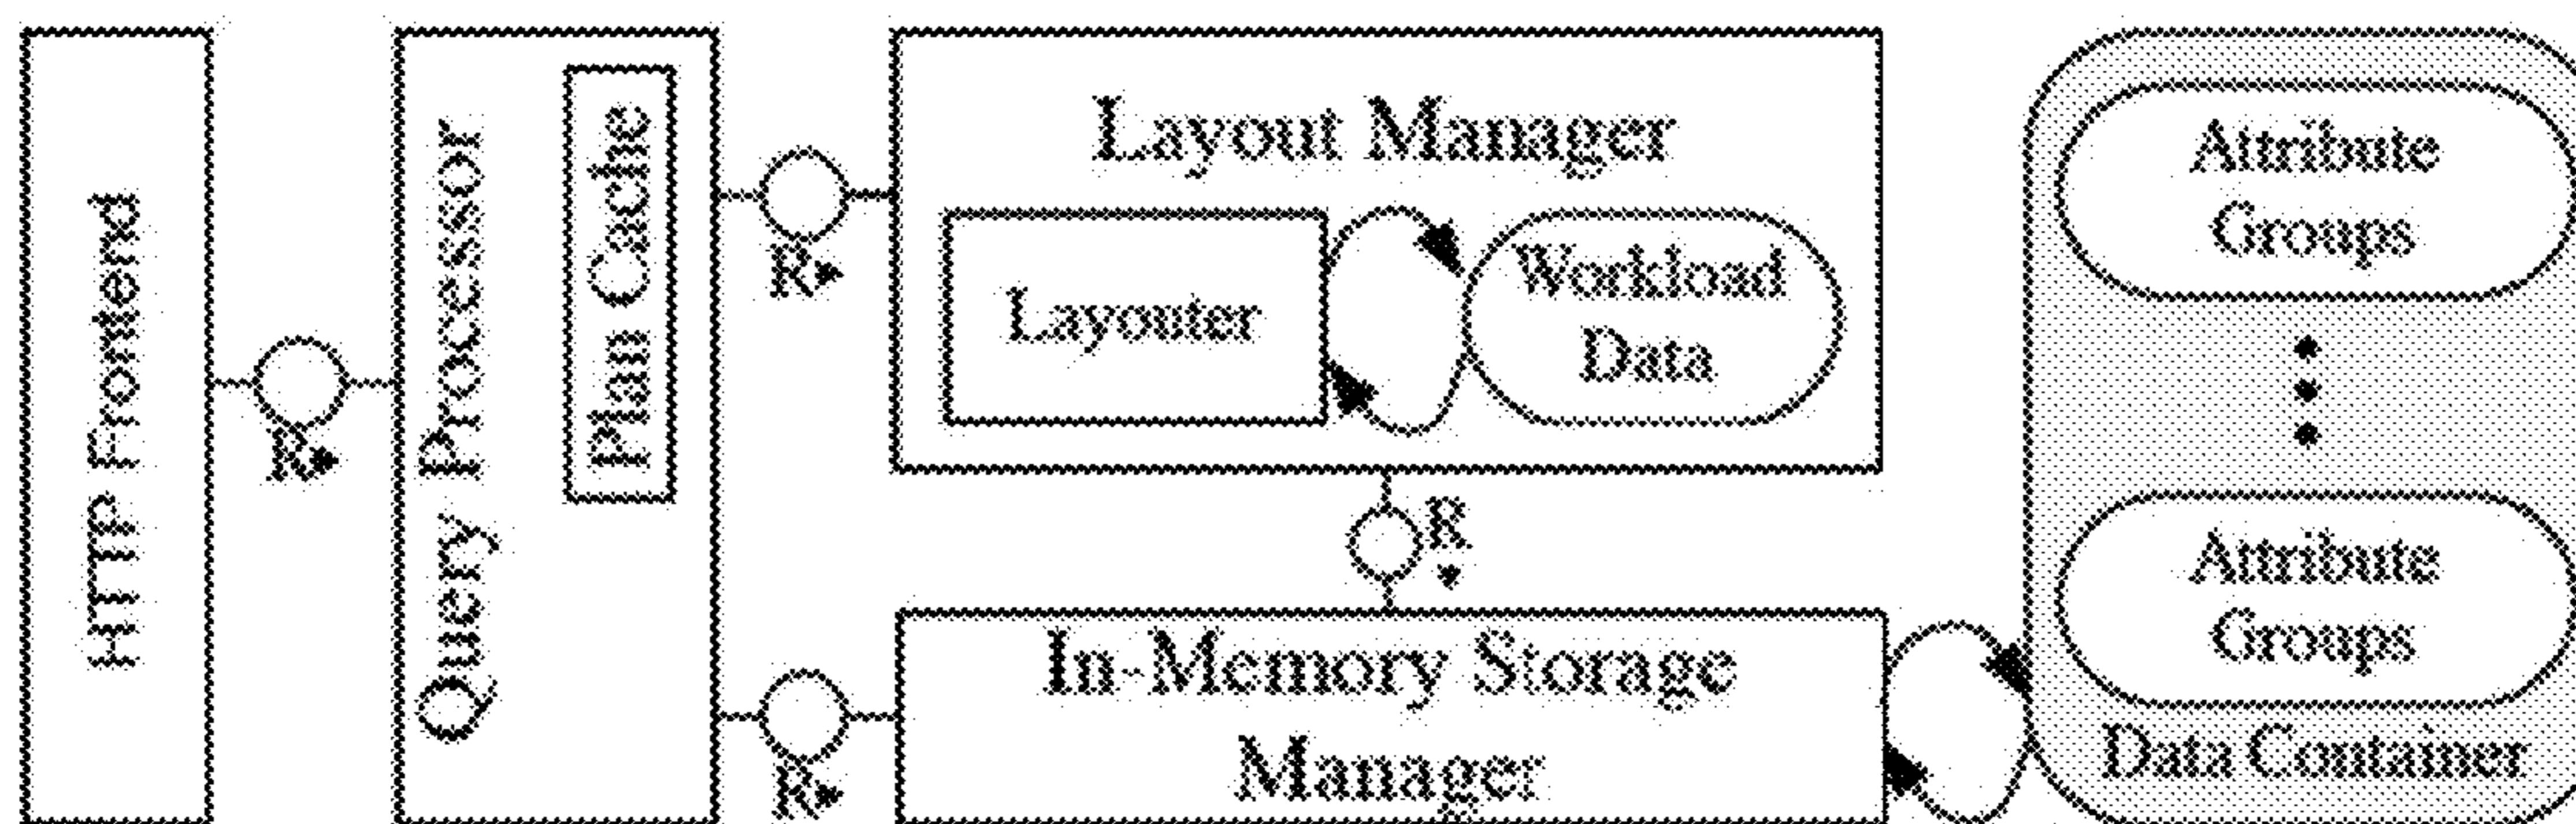 HTTP Frontend
R
Query Processor
Plan Cache
R
R
Layout Manager
Layouter
Workload
Data
R
In-Memory Storage
Manager
Attribute
Groups
Attribute
Groups
Data Container